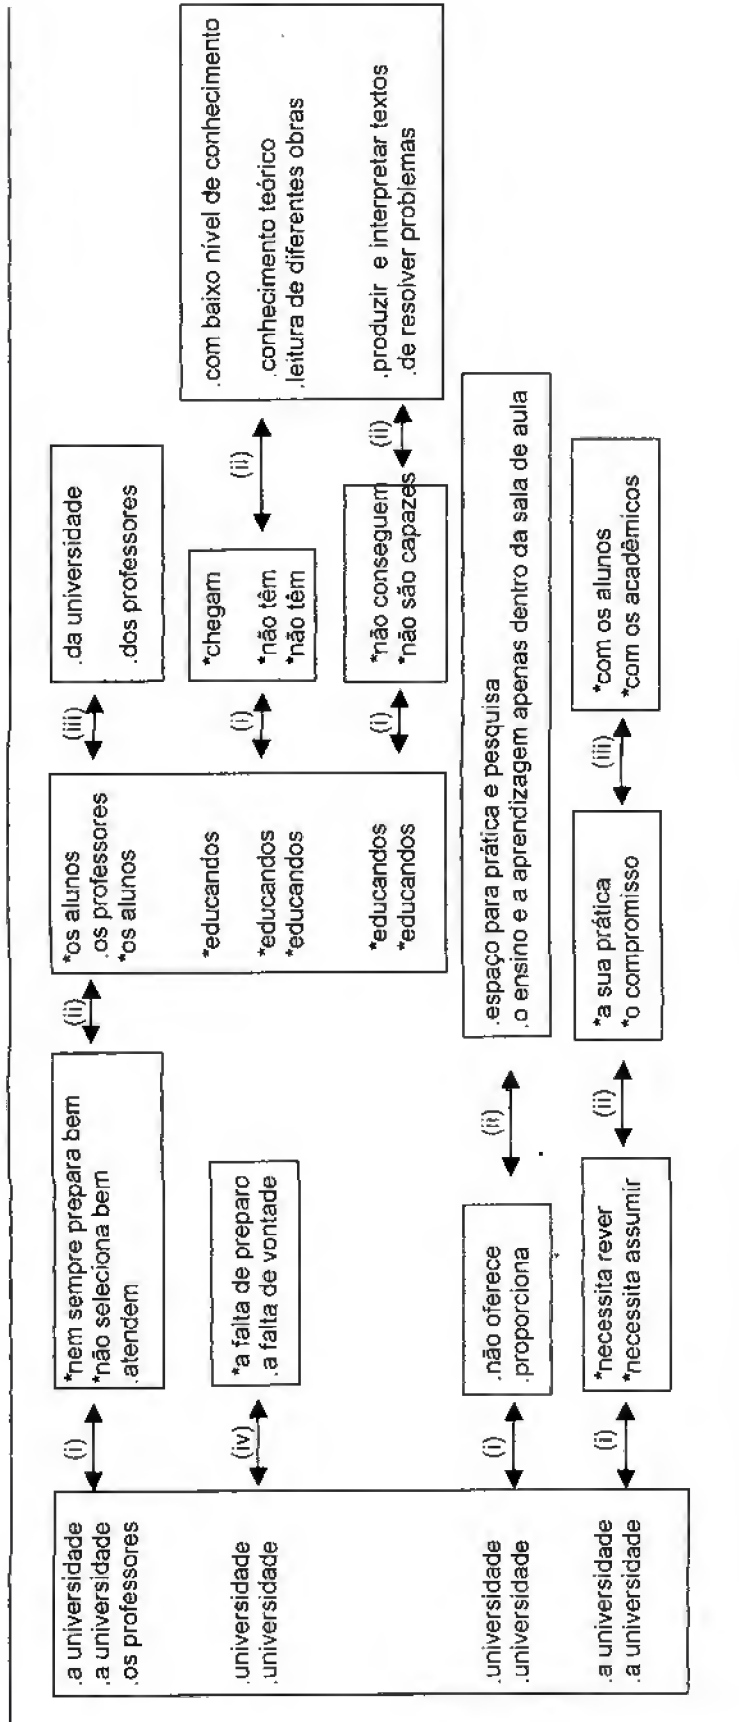 .a universidade
.a universidade
.os professores
(i)
*nem sempre prepara bem
*não seleciona bem
.atendem
(ii)
*os alunos
.os professores
*os alunos
(iii)
.da universidade
.dos professores
.universidade
.universidade
(iv)
*a falta de preparo
.a falta de vontade
*educandos
*educandos
*educandos
(i)
*chegam
*não têm
*não têm
(ii)
.com baixo nível de conhecimento
.conhecimento teórico
.leitura de diferentes obras
*educandos
*educandos
(i)
*não conseguem
*não são capazes
(ii)
.produzir e interpretar textos
.de resolver problemas
.universidade
.universidade
(i)
.não oferece
.proporciona
(ii)
.espaço para prática e pesquisa
.o ensino e a aprendizagem apenas dentro da sala de aula
.a universidade
.a universidade
(i)
*necessita rever
*necessita assumir
(ii)
*a sua prática
*o compromisso
(iii)
*com os alunos
*com os acadêmicos